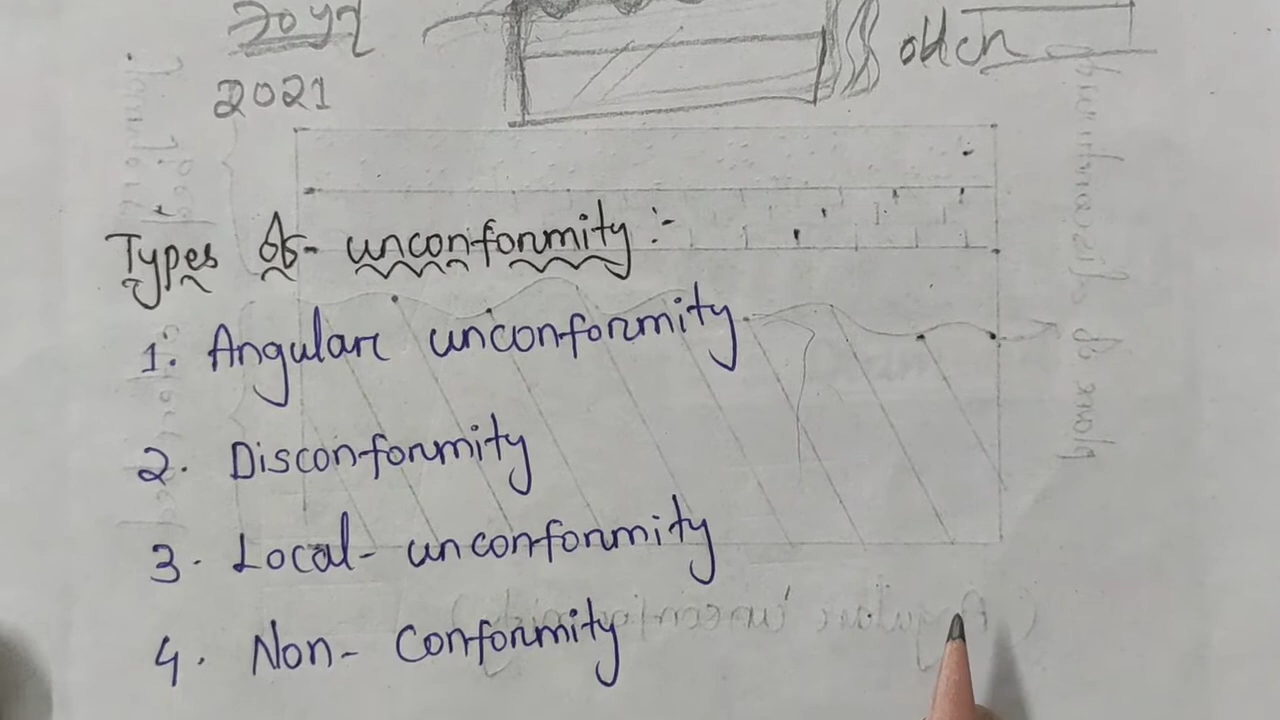 2021
Types of unconformity :-
1. Angular unconformity
2. Disconformity
3. Local- unconformity
4. Non- Conformity